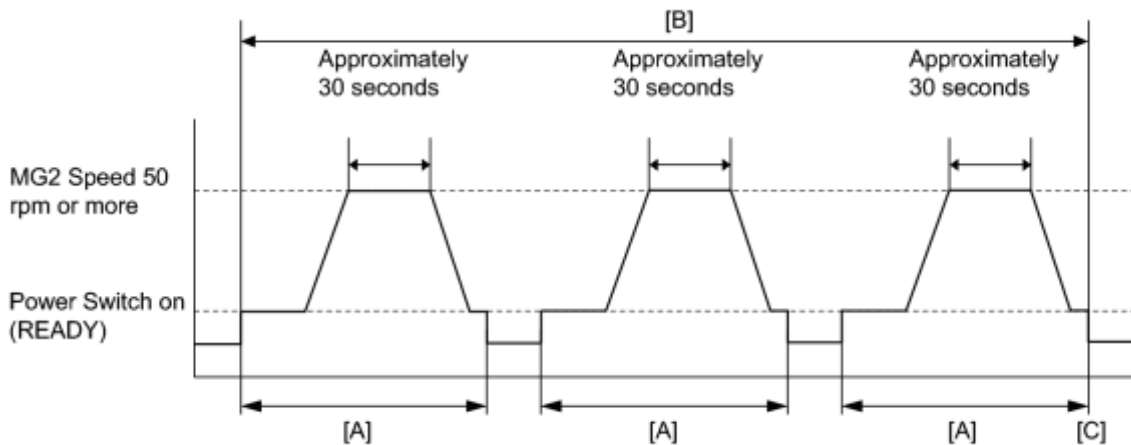 [B]
Approximately
30 seconds
Approximately
30 seconds
Approximately
30 seconds
MG2 Speed 50
rpm or more
Power Switch on
(READY)
[A]
[A]
[A]
[C]